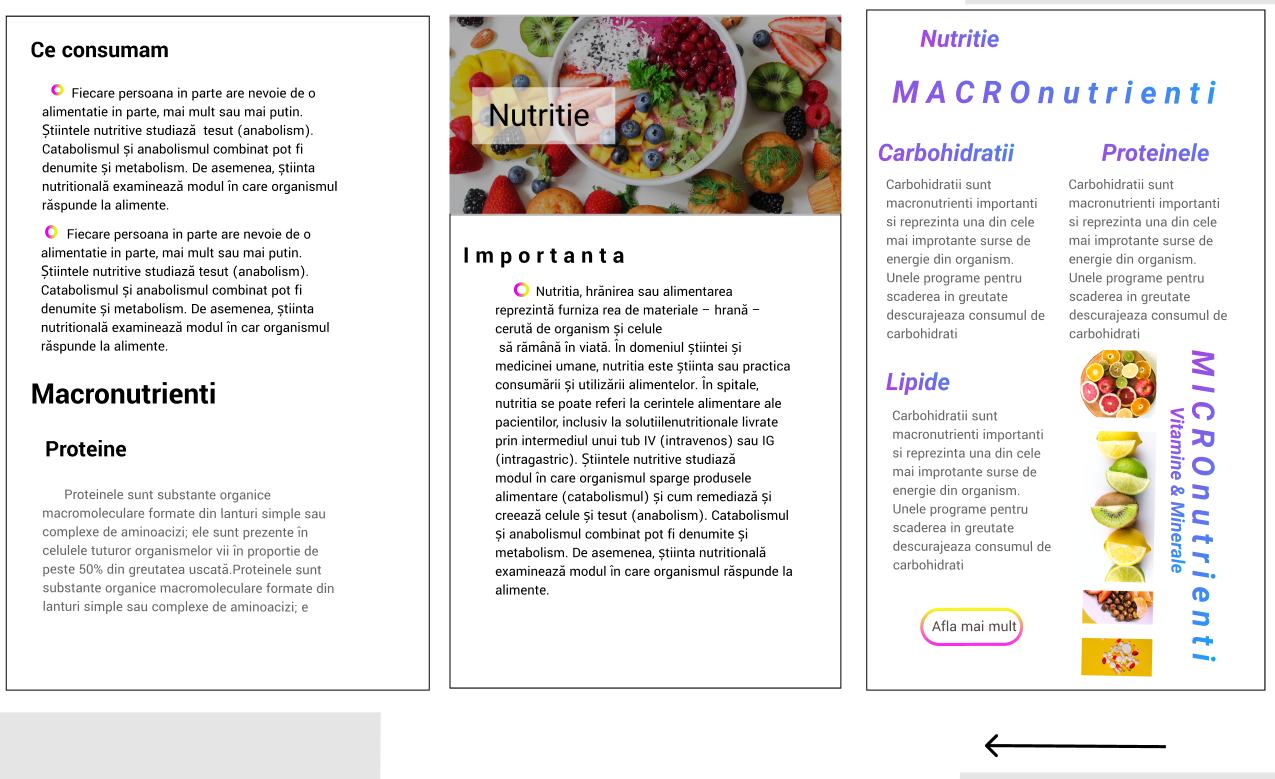 Ce consumam
Fiecare persoana in parte are nevoie de o
alimentatie in parte, mai mult sau mai putin.
Științele nutritive studiază tesut (anabolism).
Catabolismul și anabolismul combinat pot fi
denumite și metabolism. De asemenea, știinta
nutritională examinează modul în care organismul
răspunde la alimente.
Fiecare persoana in parte are nevoie de o
alimentatie in parte, mai mult sau mai putin.
Știintele nutritive studiază tesut (anabolism).
Catabolismul și anabolismul combinat pot fi
denumite și metabolism. De asemenea, știinta
nutritională examinează modul în car organismul
răspunde la alimente.
Macronutrienti
Proteine
Proteinele sunt substante organice
macromoleculare formate din lanturi simple sau
complexe de aminoacizi; ele sunt prezente în
celulele tuturor organismelor vii în proportie de
peste 50% din greutatea uscată.Proteinele sunt
substante organice macromoleculare formate din
lanturi simple sau complexe de aminoacizi; e
Nutritie
Importanta
Nutritia, hrănirea sau alimentarea
reprezintă furniza rea de materiale – hrană –
cerută de organism și celule
să rămână în viată. În domeniul știintei și
medicinei umane, nutritia este știinta sau practica
consumării și utilizării alimentelor. În spitale,
nutritia se poate referi la cerintele alimentare ale
pacientilor, inclusiv la solutiilenutritionale livrate
prin intermediul unui tub IV (intravenos) sau IG
(intragastric). Știintele nutritive studiază
modul în care organismul sparge produsele
alimentare (catabolismul) și cum remediază și
creează celule și tesut (anabolism). Catabolismul
și anabolismul combinat pot fi denumite și
metabolism. De asemenea, știinta nutritională
examinează modul în care organismul răspunde la
alimente.
Nutritie
MACROnutrienti
Carbohidratii
Carbohidratii sunt
macronutrienti importanti
si reprezinta una din cele
mai improtante surse de
energie din organism.
Unele programe pentru
scaderea in greutate
descurajeaza consumul de
carbohidrati
Proteinele
Carbohidratii sunt
macronutrienti importanti
si reprezinta una din cele
mai improtante surse de
energie din organism.
Unele programe pentru
scaderea in greutate
descurajeaza consumul de
carbohidrati
Lipide
Carbohidratii sunt
macronutrienti importanti
si reprezinta una din cele
mai improtante surse de
energie din organism.
Unele programe pentru
scaderea in greutate
descurajeaza consumul de
carbohidrati
Afla mai mult
MICROnutrienti
Vitamine & Minerale